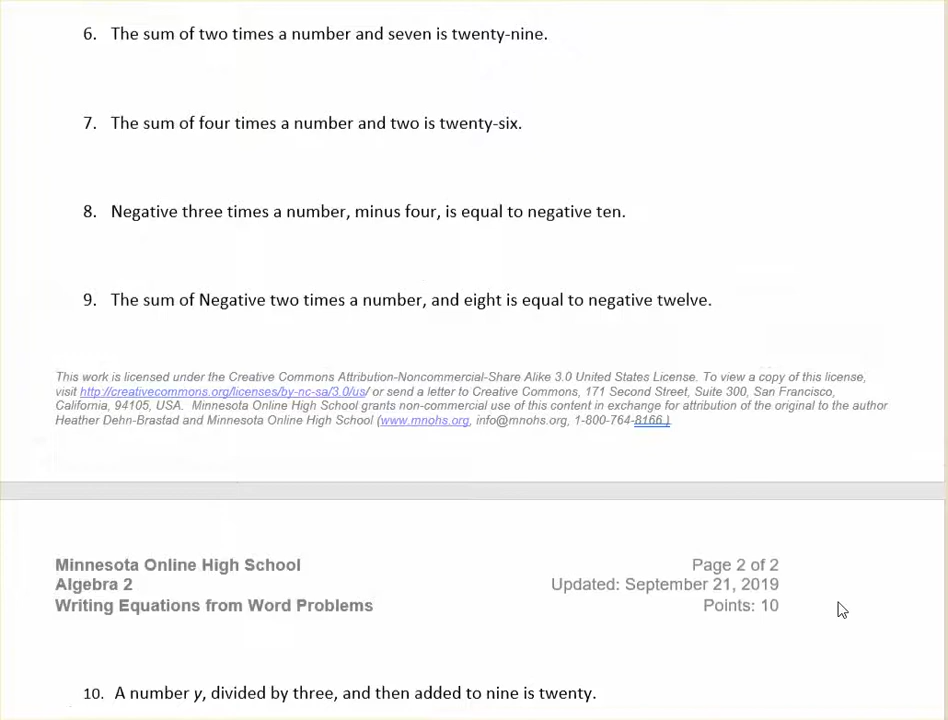 6. The sum of two times a number and seven is twenty-nine.
7. The sum of four times a number and two is twenty-six.
8. Negative three times a number, minus four, is equal to negative ten.
9. The sum of Negative two times a number, and eight is equal to negative twelve.
This work is licensed under the Creative Commons Attribution-Noncommercial-Share Alike 3.0 United States License. To view a copy of this license,
visit http://creativecommons.org/licenses/by-nc-sa/3.0/us/ or send a letter to Creative Commons, 171 Second Street, Suite 300, San Francisco,
California, 94105, USA. Minnesota Online High School grants non-commercial use of this content in exchange for attribution of the original to the author
Heather Dehn-Brastad and Minnesota Online High School (www.mnohs.org, info@mnohs.org, 1-800-764-8166 )
Minnesota Online High School Page 2 of 2
Algebra 2 Updated: September 21, 2019
Writing Equations from Word Problems Points: 10
10. A number y, divided by three, and then added to nine is twenty.